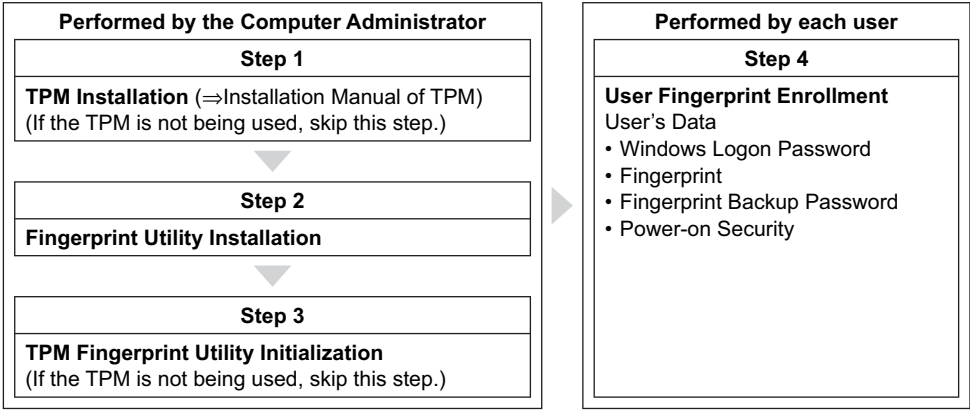 Performed by the Computer Administrator
Step 1
TPM Installation (⇒Installation Manual of TPM)
(If the TPM is not being used, skip this step.)
Step 2
Fingerprint Utility Installation
Step 3
TPM Fingerprint Utility Initialization
(If the TPM is not being used, skip this step.)
Performed by each user
Step 4
User Fingerprint Enrollment
User's Data
• Windows Logon Password
• Fingerprint
• Fingerprint Backup Password
• Power-on Security